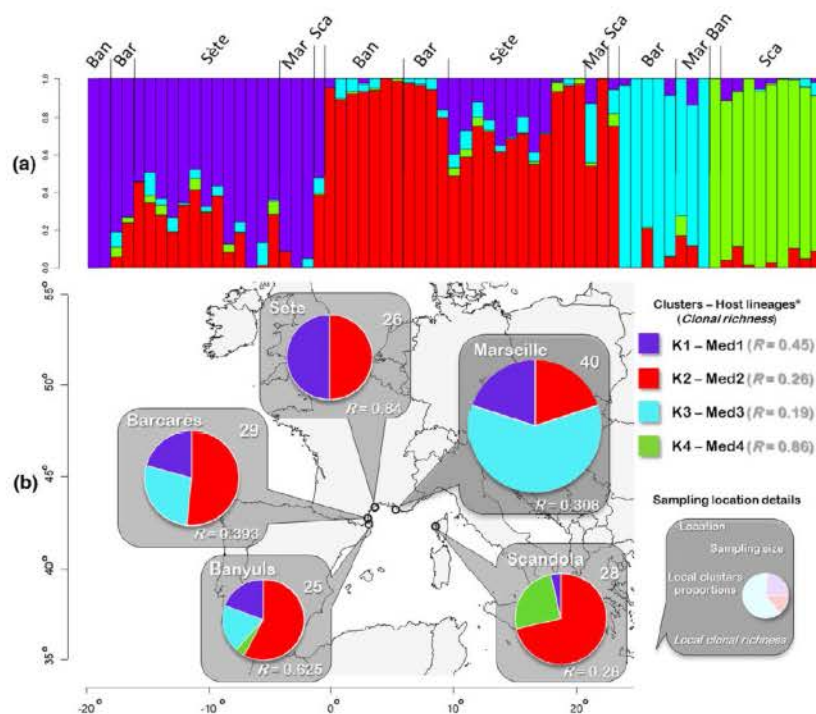 Ban Bar Sète Mar Sca Ban Bar Sète Mar Sca Bar Mar Ban Sca
1.0
0.8
0.6
0.4
0.2
0.0
(a)
55°
50°
45°
40°
35°
(b)
Sète
26
R = 0.84
Marseille
40
R = 0.308
Barcarès
29
R = 0.393
Banyuls
25
R = 0.625
Scandola
28
R = 0.28
-20° -10° 0° 10° 20°
Clusters – Host lineages*
(Clonal richness)
K1 – Med1 (R = 0.45)
K2 – Med2 (R = 0.26)
K3 – Med3 (R = 0.19)
K4 – Med4 (R = 0.86)
Sampling location details
Location
Sampling size
Local clusters
proportions
Local clonal richness